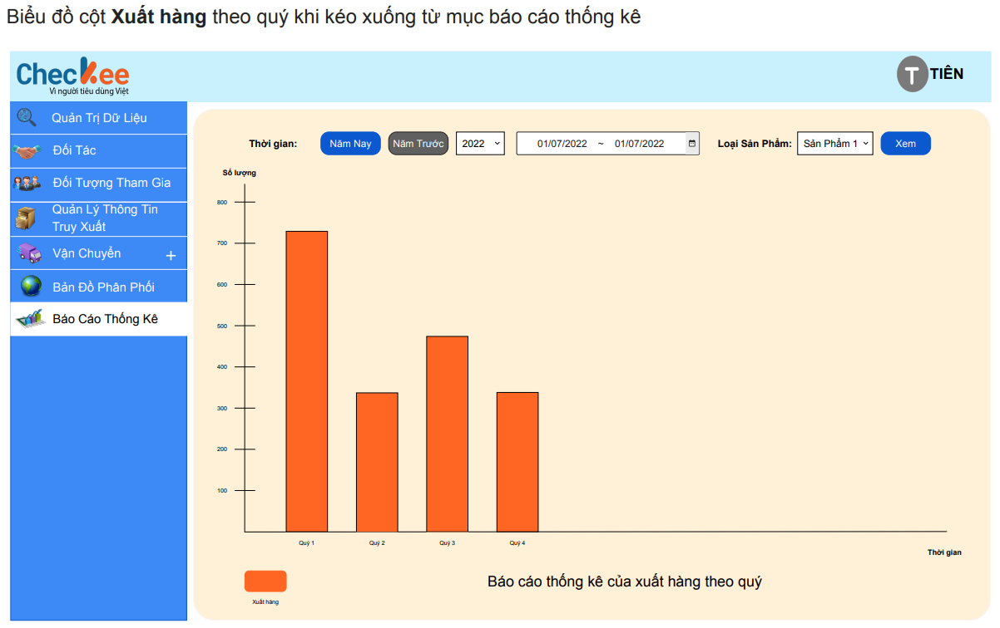 Biểu đồ cột Xuất hàng theo quý khi kéo xuống từ mục báo cáo thống kê
Checkee
Vì người tiêu dùng Việt
T TIÊN
Quản Trị Dữ Liệu
Đối Tác
Đối Tượng Tham Gia
Quản Lý Thông Tin
Truy Xuất
Vận Chuyển +
Bản Đồ Phân Phối
Báo Cáo Thống Kê
Thời gian: Năm Nay Năm Trước 2022 01/07/2022 ~ 01/07/2022 Loại Sản Phẩm: Sản Phẩm 1 Xem
Số lượng
800
700
600
500
400
300
200
100
Quý 1 Quý 2 Quý 3 Quý 4
Thời gian
Báo cáo thống kê của xuất hàng theo quý
Xuất hàng